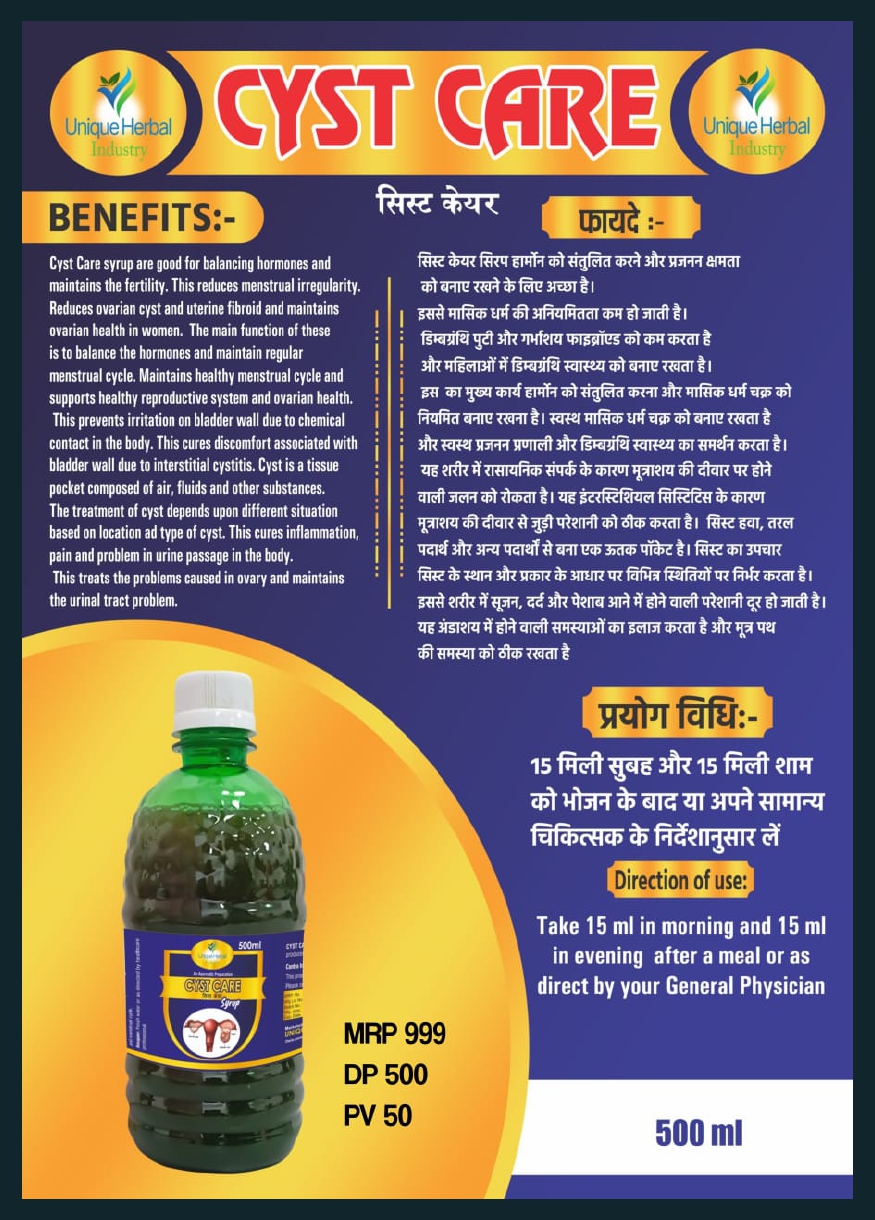 Unique Herbal
Industry
CYST CARE
Unique Herbal
Industry
सिस्ट केयर
BENEFITS:-
Cyst Care syrup are good for balancing hormones and
maintains the fertility. This reduces menstrual irregularity.
Reduces ovarian cyst and uterine fibroid and maintains
ovarian health in women. The main function of these
is to balance the hormones and maintain regular
menstrual cycle. Maintains healthy menstrual cycle and
supports healthy reproductive system and ovarian health.
This prevents irritation on bladder wall due to chemical
contact in the body. This cures discomfort associated with
bladder wall due to interstitial cystitis. Cyst is a tissue
pocket composed of air, fluids and other substances.
The treatment of cyst depends upon different situation
based on location ad type of cyst. This cures inflammation,
pain and problem in urine passage in the body.
This treats the problems caused in ovary and maintains
the urinal tract problem.
फायदे :-
सिस्ट केयर सिरप हार्मोन को संतुलित करने और प्रजनन क्षमता
को बनाए रखने के लिए अच्छा है।
इससे मासिक धर्म की अनियमितता कम हो जाती है।
डिम्बग्रंथि पुटी और गर्भाशय फाइब्रॉएड को कम करता है
और महिलाओं में डिम्बग्रंथि स्वास्थ्य को बनाए रखता है।
इस का मुख्य कार्य हार्मोन को संतुलित करना और मासिक धर्म चक्र को
नियमित बनाए रखना है। स्वस्थ मासिक धर्म चक्र को बनाए रखता है
और स्वस्थ प्रजनन प्रणाली और डिम्बग्रंथि स्वास्थ्य का समर्थन करता है।
यह शरीर में रासायनिक संपर्क के कारण मूत्राशय की दीवार पर होने
वाली जलन को रोकता है। यह इंटरस्टिशियल सिस्टिटिस के कारण
मूत्राशय की दीवार से जुड़ी परेशानी को ठीक करता है। सिस्ट हवा, तरल
पदार्थ और अन्य पदार्थों से बना एक ऊतक पॉकेट है। सिस्ट का उपचार
सिस्ट के स्थान और प्रकार के आधार पर विभिन्न स्थितियों पर निर्भर करता है।
इससे शरीर में सूजन, दर्द और पेशाब आने में होने वाली परेशानी दूर हो जाती है।
यह अंडाशय में होने वाली समस्याओं का इलाज करता है और मूत्र पथ
की समस्या को ठीक रखता है
प्रयोग विधि:-
15 मिली सुबह और 15 मिली शाम
को भोजन के बाद या अपने सामान्य
चिकित्सक के निर्देशानुसार लें
Direction of use:
Take 15 ml in morning and 15 ml
in evening after a meal or as
direct by your General Physician
500ml
Unique Herbal
An Ayurvedic Preparation
CYST CARE
सिस्ट केयर
Syrup
MRP 999
DP 500
PV 50
500 ml